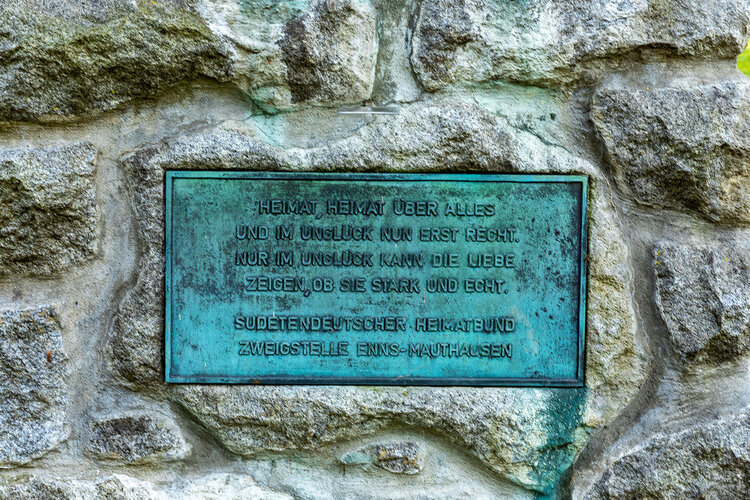 HEIMAT, HEIMAT ÜBER ALLES
UND IM UNGLÜCK NUN ERST RECHT.
NUR IM UNGLÜCK KANN DIE LIEBE
ZEIGEN, OB SIE STARK UND ECHT.
SUDETENDEUTSCHER HEIMATBUND
ZWEIGSTELLE ENNS-MAUTHAUSEN